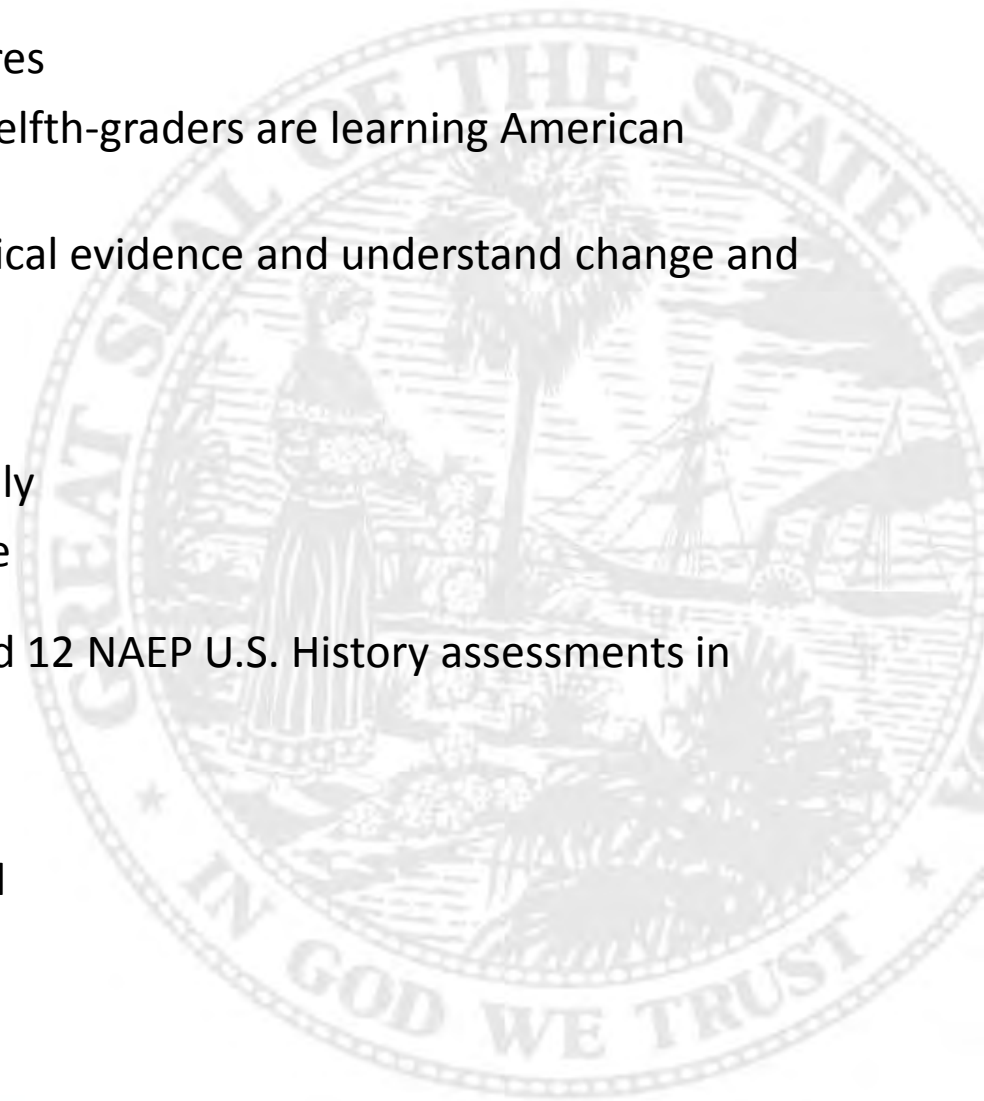 res
elfth-graders are learning American
ical evidence and understand change and
ly
e
d 12 NAEP U.S. History assessments in
l
GREAT SEAL OF THE STATE O
IN GOD WE TRUST